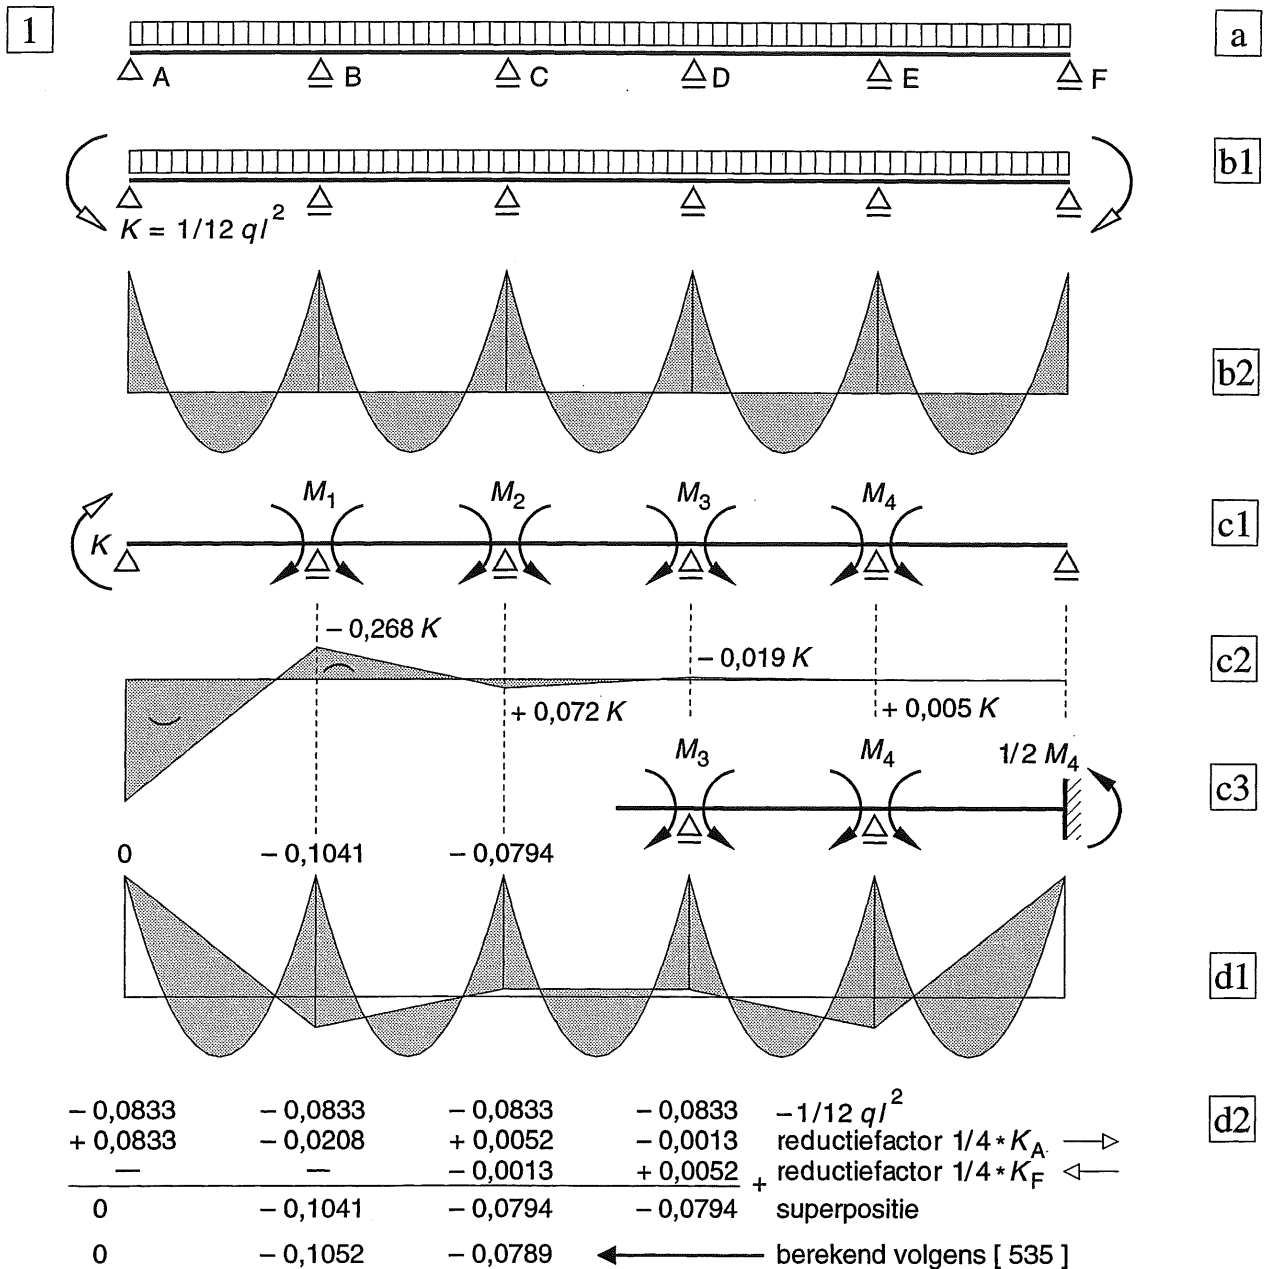 1
a
A B C D E F
b1
K = 1/12 ql²
b2
M₁ M₂ M₃ M₄
c1
K
− 0,268 K
c2
− 0,019 K
+ 0,072 K
+ 0,005 K
M₃ M₄ 1/2 M₄
c3
0 − 0,1041 − 0,0794
d1
− 0,0833 − 0,0833 − 0,0833 − 0,0833 −1/12 ql²
d2
+ 0,0833 − 0,0208 + 0,0052 − 0,0013 reductiefactor 1/4 * K_A
— — − 0,0013 + 0,0052 + reductiefactor 1/4 * K_F
0 − 0,1041 − 0,0794 −0,0794 superpositie
0 − 0,1052 − 0,0789 berekend volgens [ 535 ]